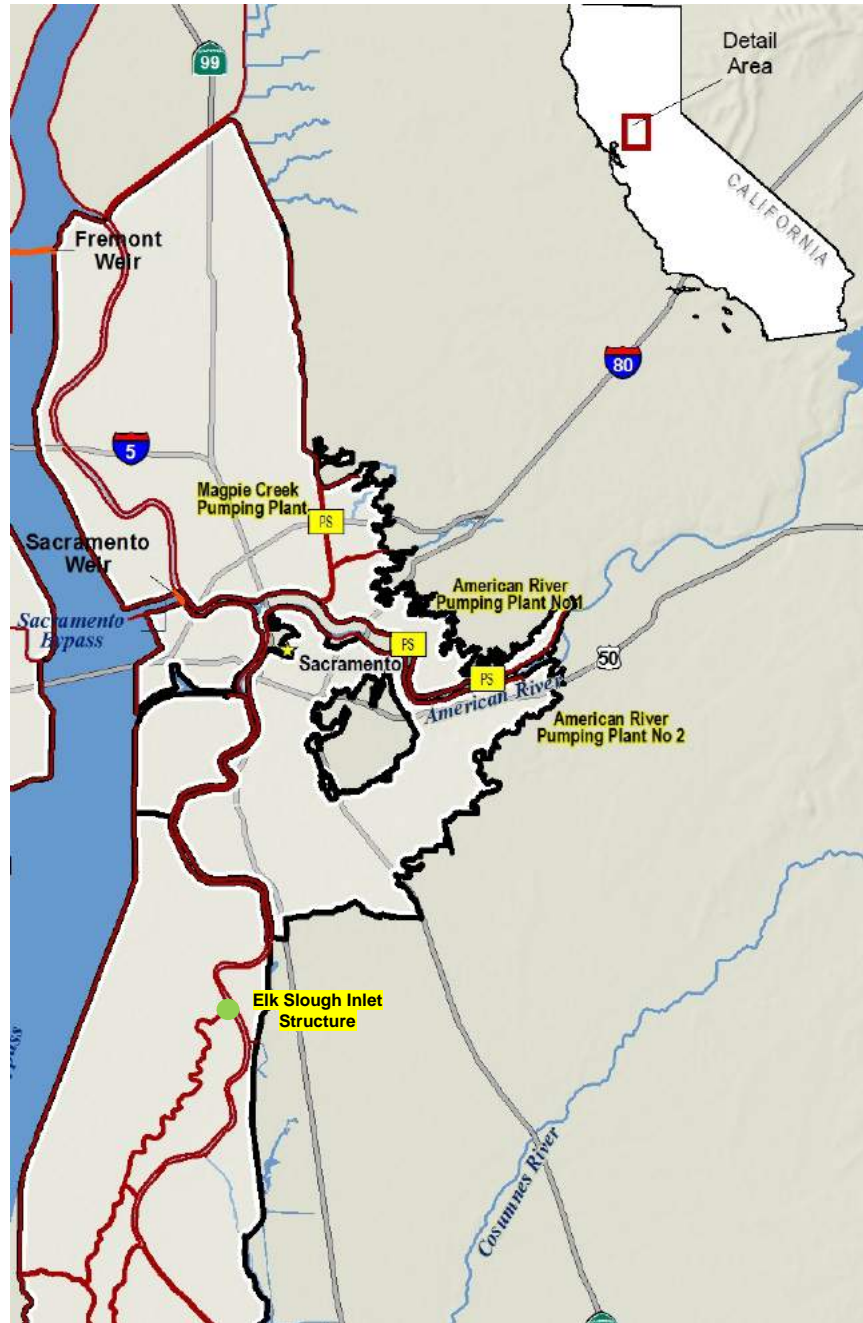 Detail
Area
99
CALIFORNIA
Fremont
Weir
80
5
Magpie Creek
Pumping Plant
PS
Sacramento
Weir
American River
Pumping Plant No 1
Sacramento
Bypass
PS
Sacramento
50
PS
American River
American River
Pumping Plant No 2
Elk Slough Inlet
Structure
Cosumnes River